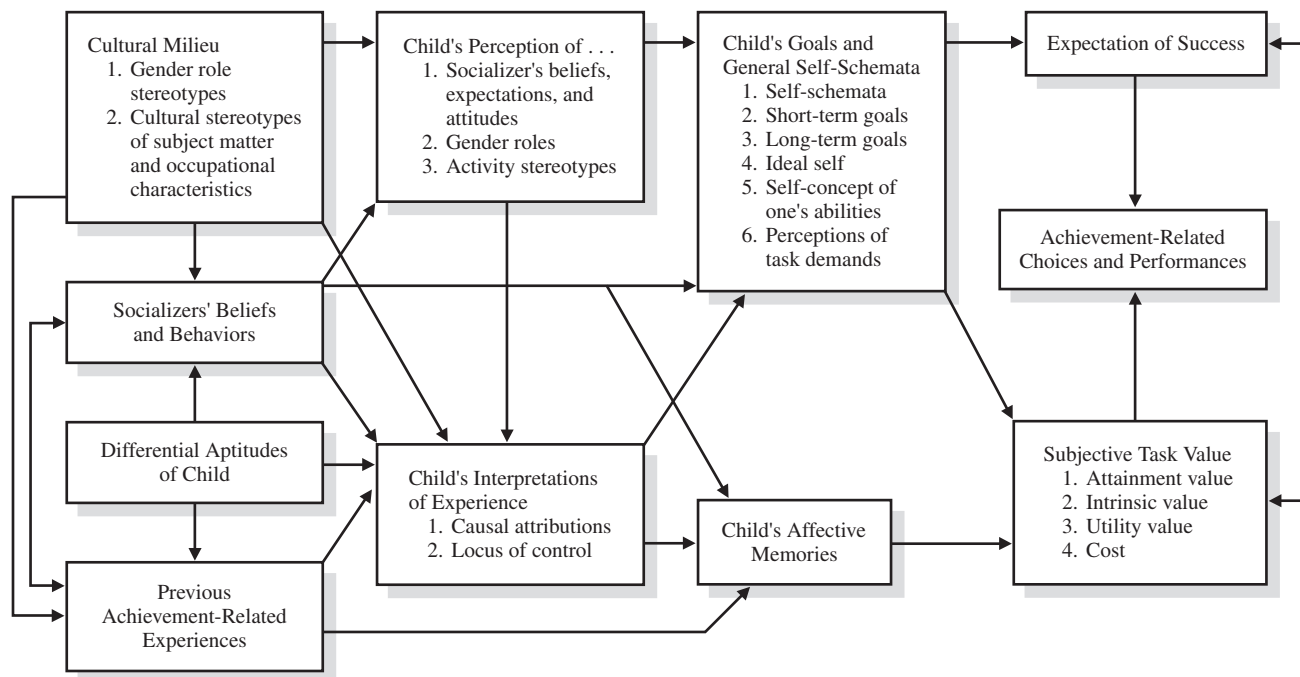 Cultural Milieu
1. Gender role
stereotypes
2. Cultural stereotypes
of subject matter
and occupational
characteristics
Child's Perception of . . .
1. Socializer's beliefs,
expectations, and
attitudes
2. Gender roles
3. Activity stereotypes
Child's Goals and
General Self-Schemata
1. Self-schemata
2. Short-term goals
3. Long-term goals
4. Ideal self
5. Self-concept of
one's abilities
6. Perceptions of
task demands
Expectation of Success
Achievement-Related
Choices and Performances
Socializers' Beliefs
and Behaviors
Differential Aptitudes
of Child
Child's Interpretations
of Experience
1. Causal attributions
2. Locus of control
Child's Affective
Memories
Subjective Task Value
1. Attainment value
2. Intrinsic value
3. Utility value
4. Cost
Previous
Achievement-Related
Experiences